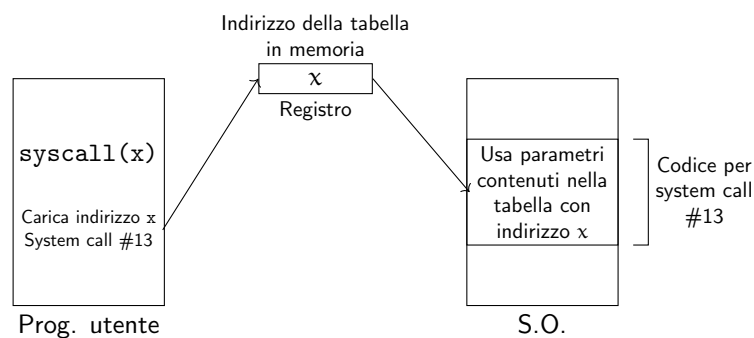 Indirizzo della tabella
in memoria
x
Registro
syscall(x)
Carica indirizzo x
System call #13
Prog. utente
Usa parametri
contenuti nella
tabella con
indirizzo x
S.O.
Codice per
system call
#13